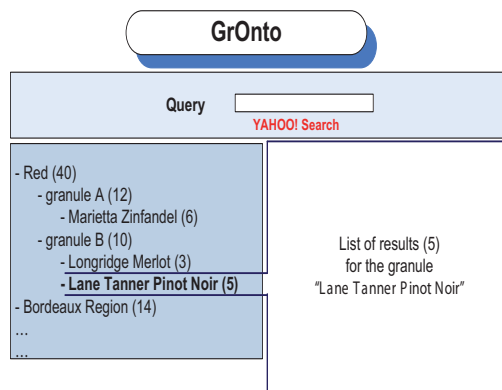 GrOnto
Query
YAHOO! Search
- Red (40)
- granule A (12)
- Marietta Zinfandel (6)
- granule B (10)
- Longridge Merlot (3)
- Lane Tanner Pinot Noir (5)
- Bordeaux Region (14)
...
...
List of results (5)
for the granule
“Lane Tanner Pinot Noir”